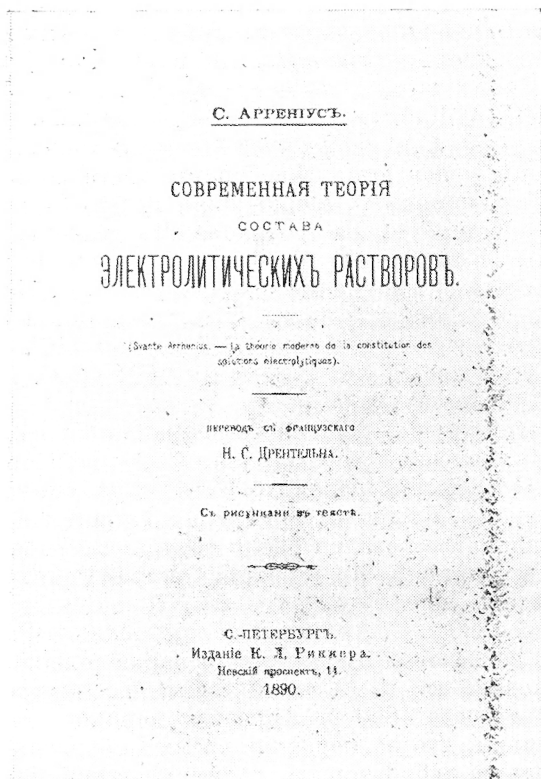 С. АРРЕНІУСЪ.
СОВРЕМЕННАЯ ТЕОРІЯ
СОСТАВА
ЭЛЕКТРОЛИТИЧЕСКИХЪ РАСТВОРОВЪ.
(Svante Arrhenius. — La théorie moderne de la constitution des
solutions électrolytiques).
ПЕРЕВОДЪ СЪ ФРАНЦУЗСКАГО
Н. С. ДРЕНТЕЛЬНА.
Съ рисунками въ текстѣ.
С.-ПЕТЕРБУРГЪ.
Изданіе К. Л. Риккера.
Невскій проспектъ, 14.
1890.